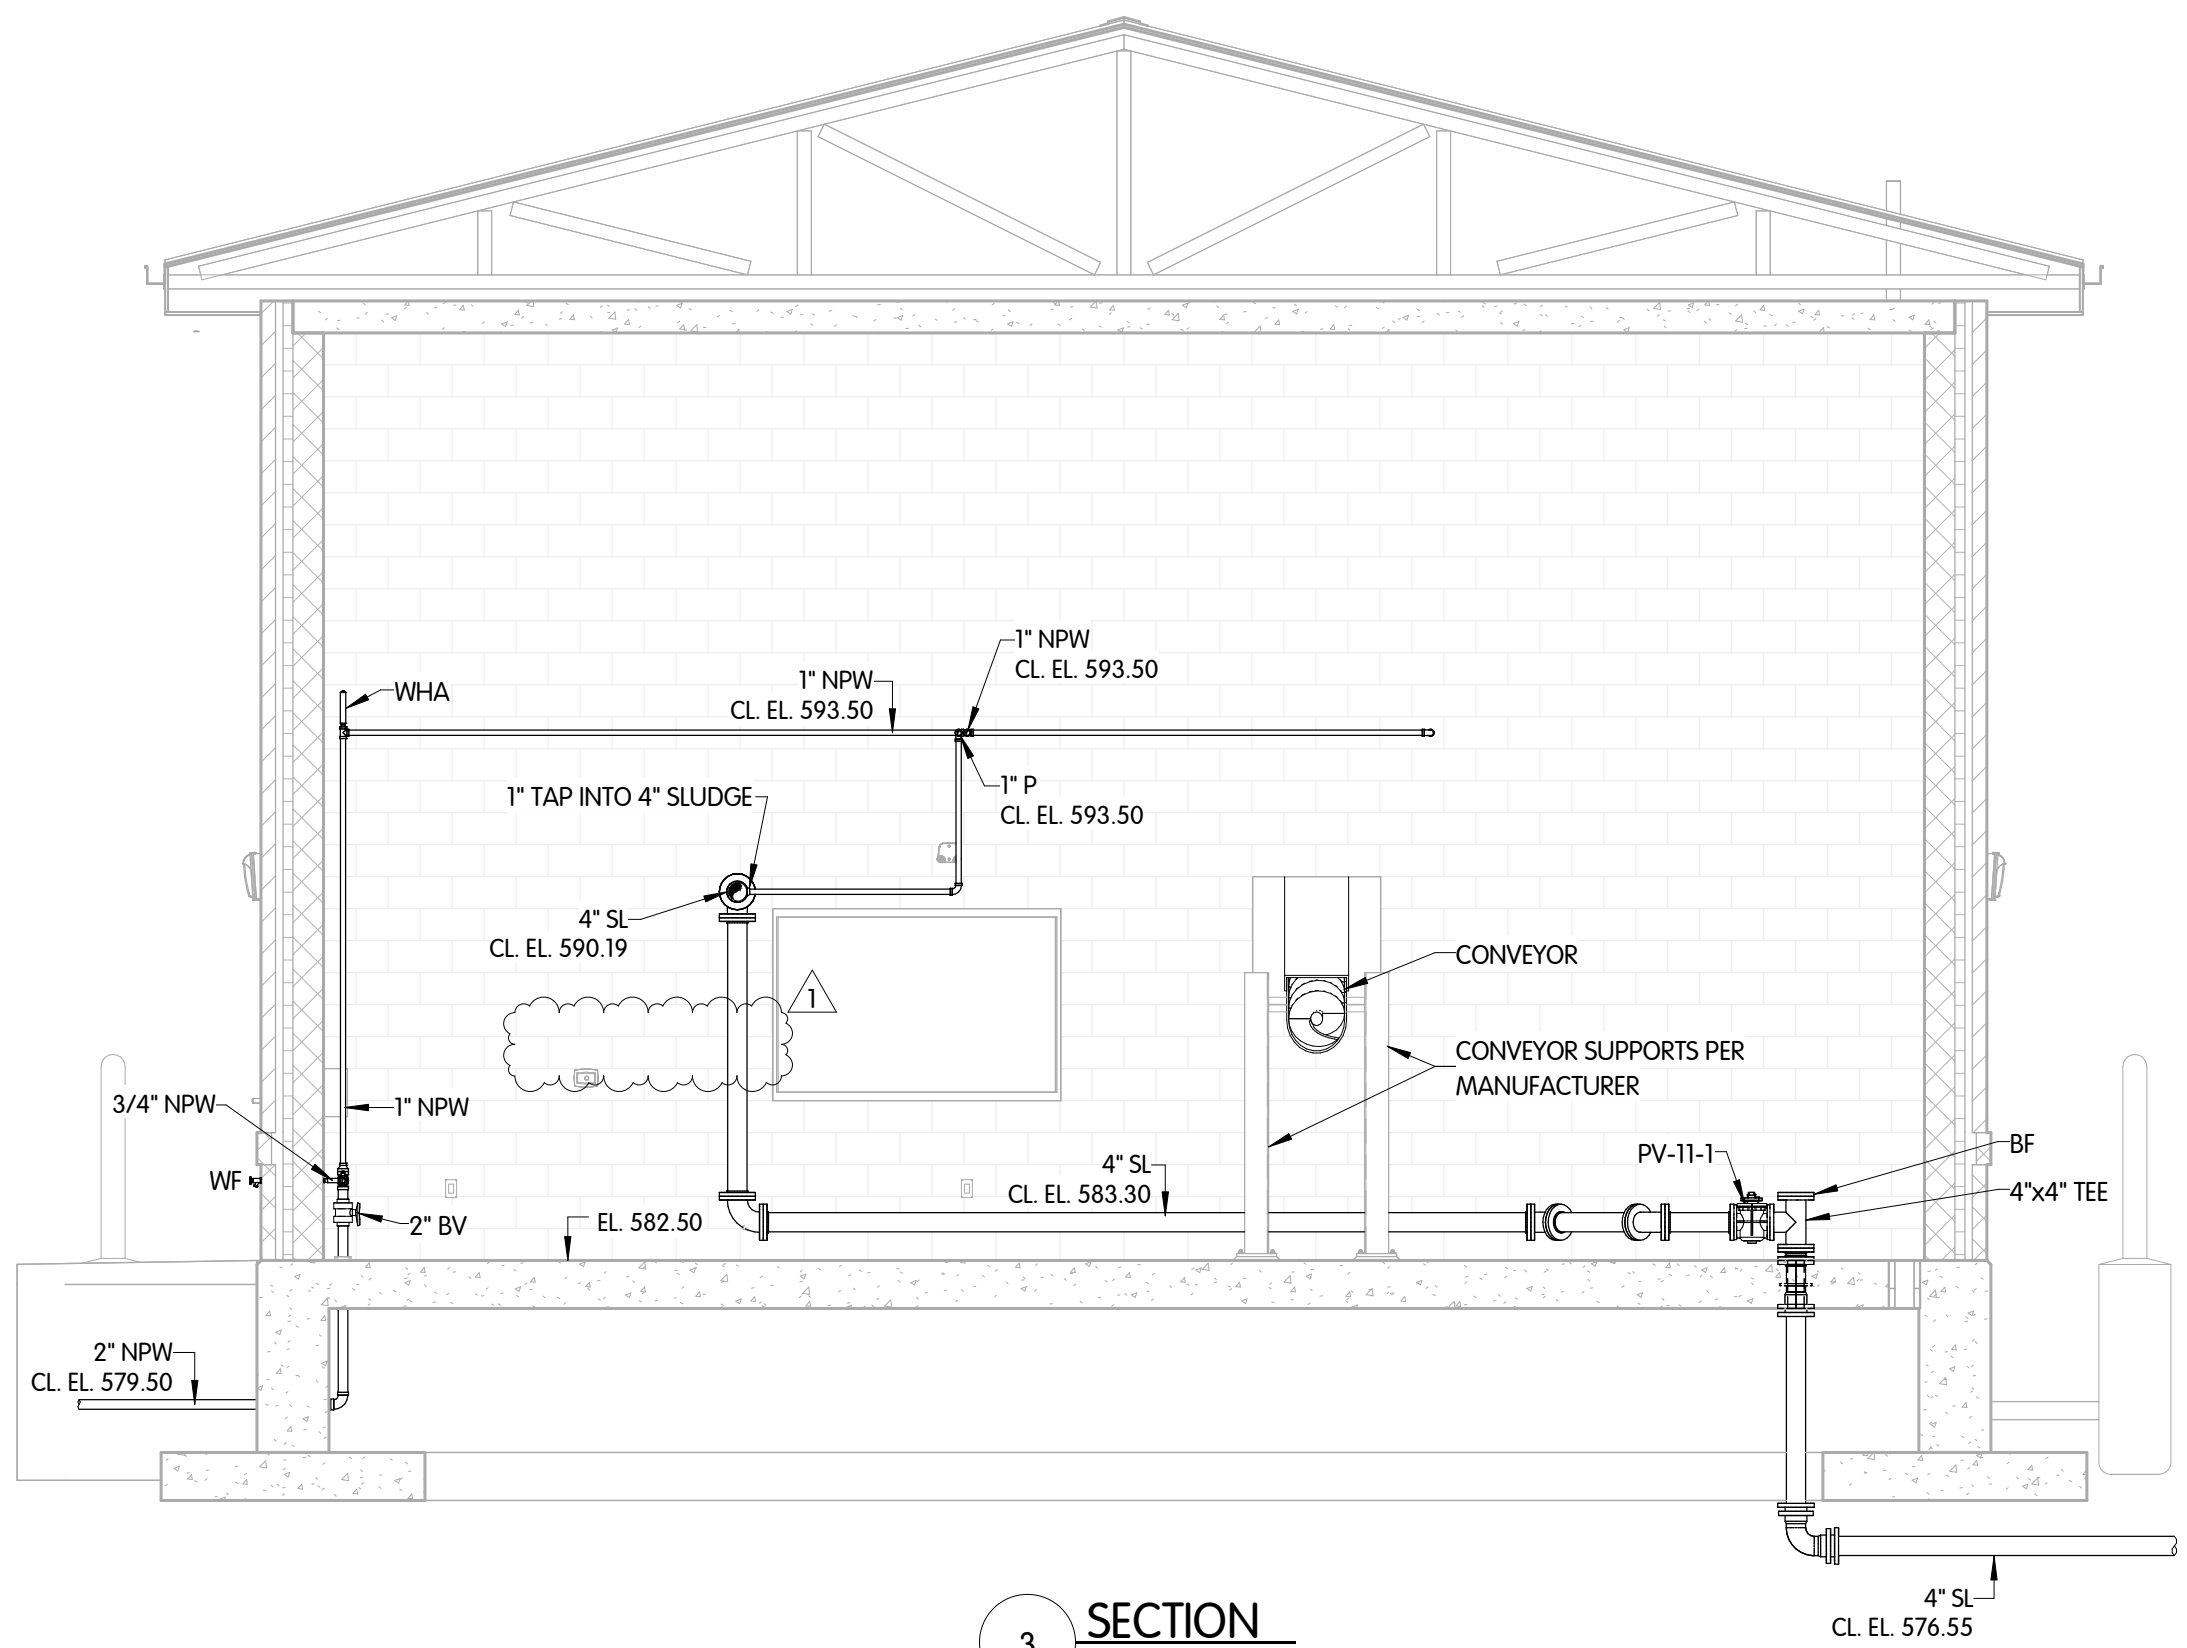 1" NPW
CL. EL. 593.50
1" NPW
CL. EL. 593.50
WHA
1" P
CL. EL. 593.50
1" TAP INTO 4" SLUDGE
4" SL
CL. EL. 590.19
CONVEYOR
1
CONVEYOR SUPPORTS PER
MANUFACTURER
3/4" NPW
1" NPW
PV-11-1
BF
4" SL
CL. EL. 583.30
WF
4"x4" TEE
2" BV
EL. 582.50
2" NPW
CL. EL. 579.50
4" SL
CL. EL. 576.55
3
SECTION